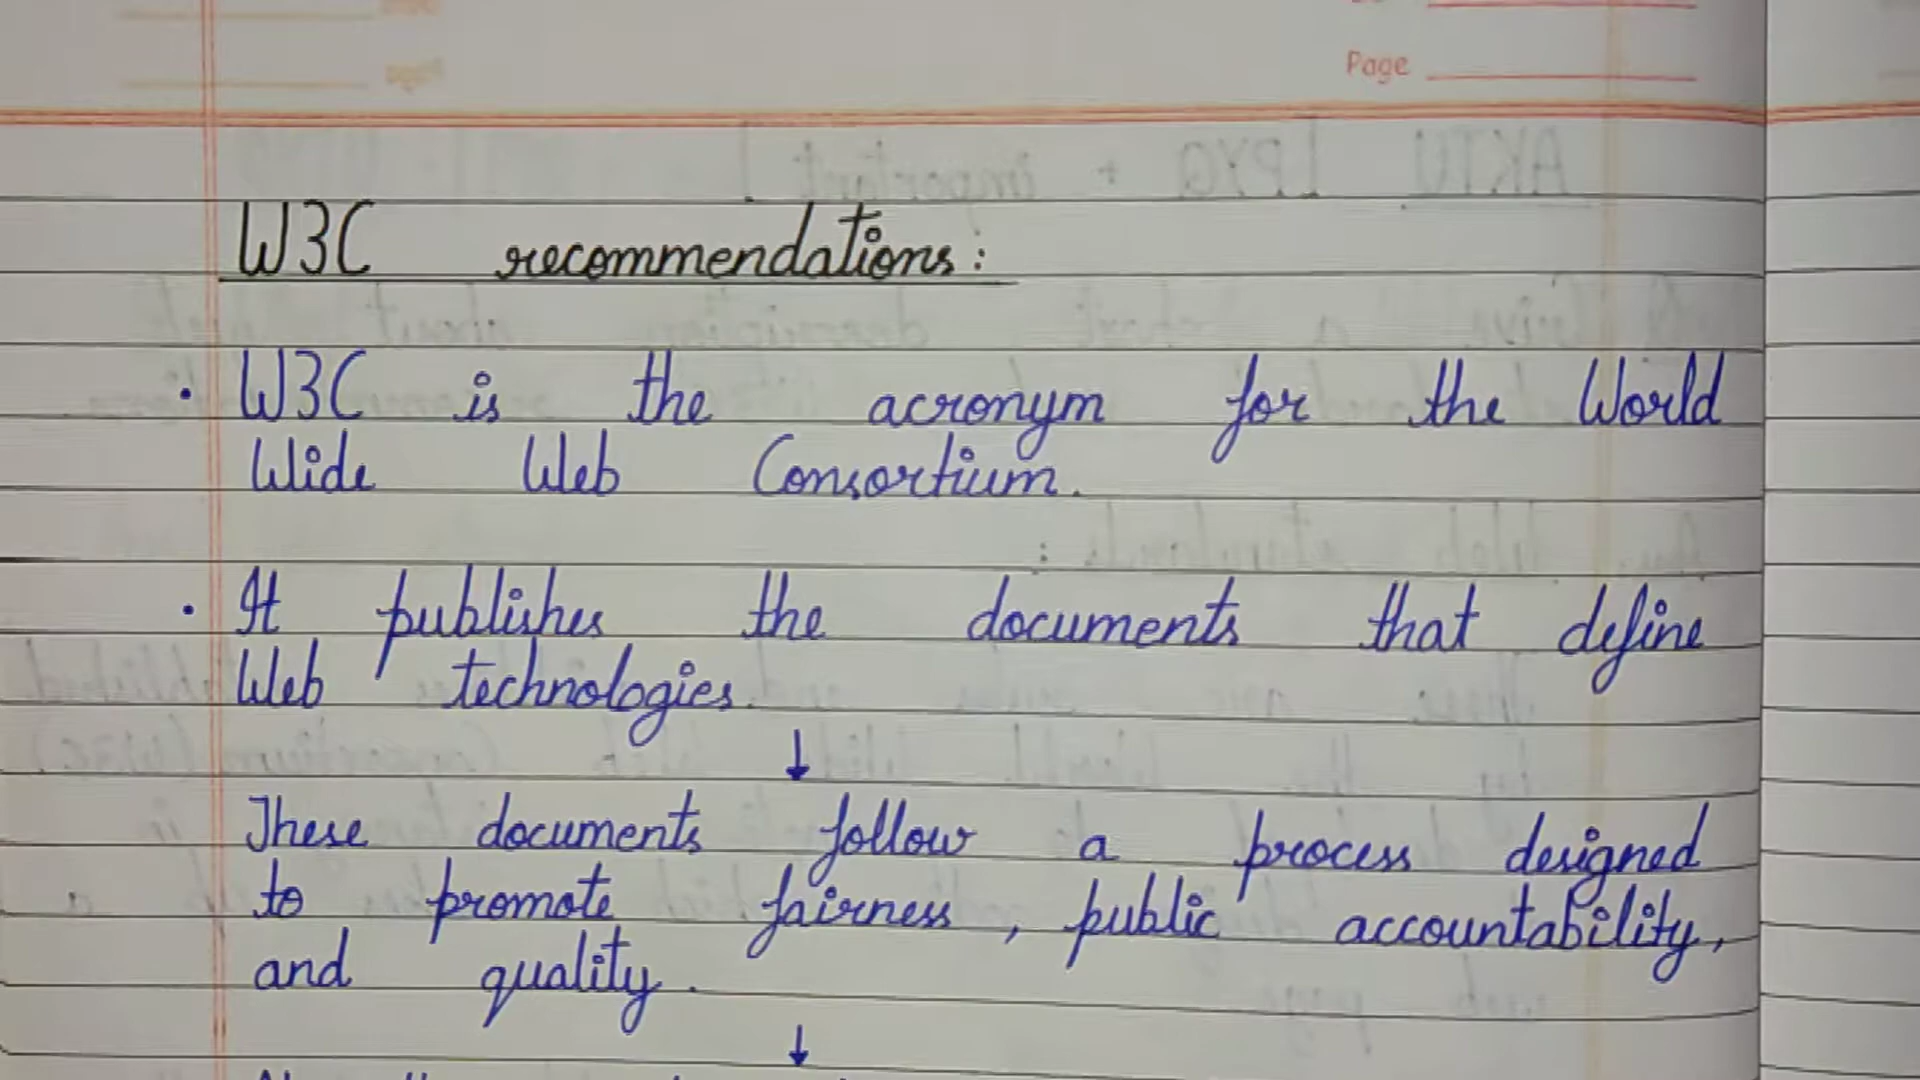 Page
W3C recommendations:
• W3C is the acronym for the World
Wide Web Consortium.
• It publishes the documents that define
Web technologies.
↓
These documents follow a process designed
to promote fairness, public accountability,
and quality.
↓